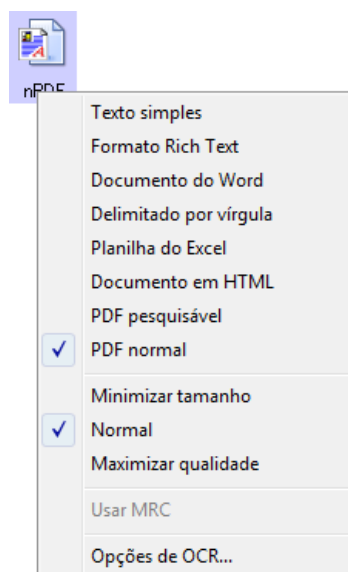 nPDF
Texto simples
Formato Rich Text
Documento do Word
Delimitado por vírgula
Planilha do Excel
Documento em HTML
PDF pesquisável
PDF normal
Minimizar tamanho
Normal
Maximizar qualidade
Usar MRC
Opções de OCR...